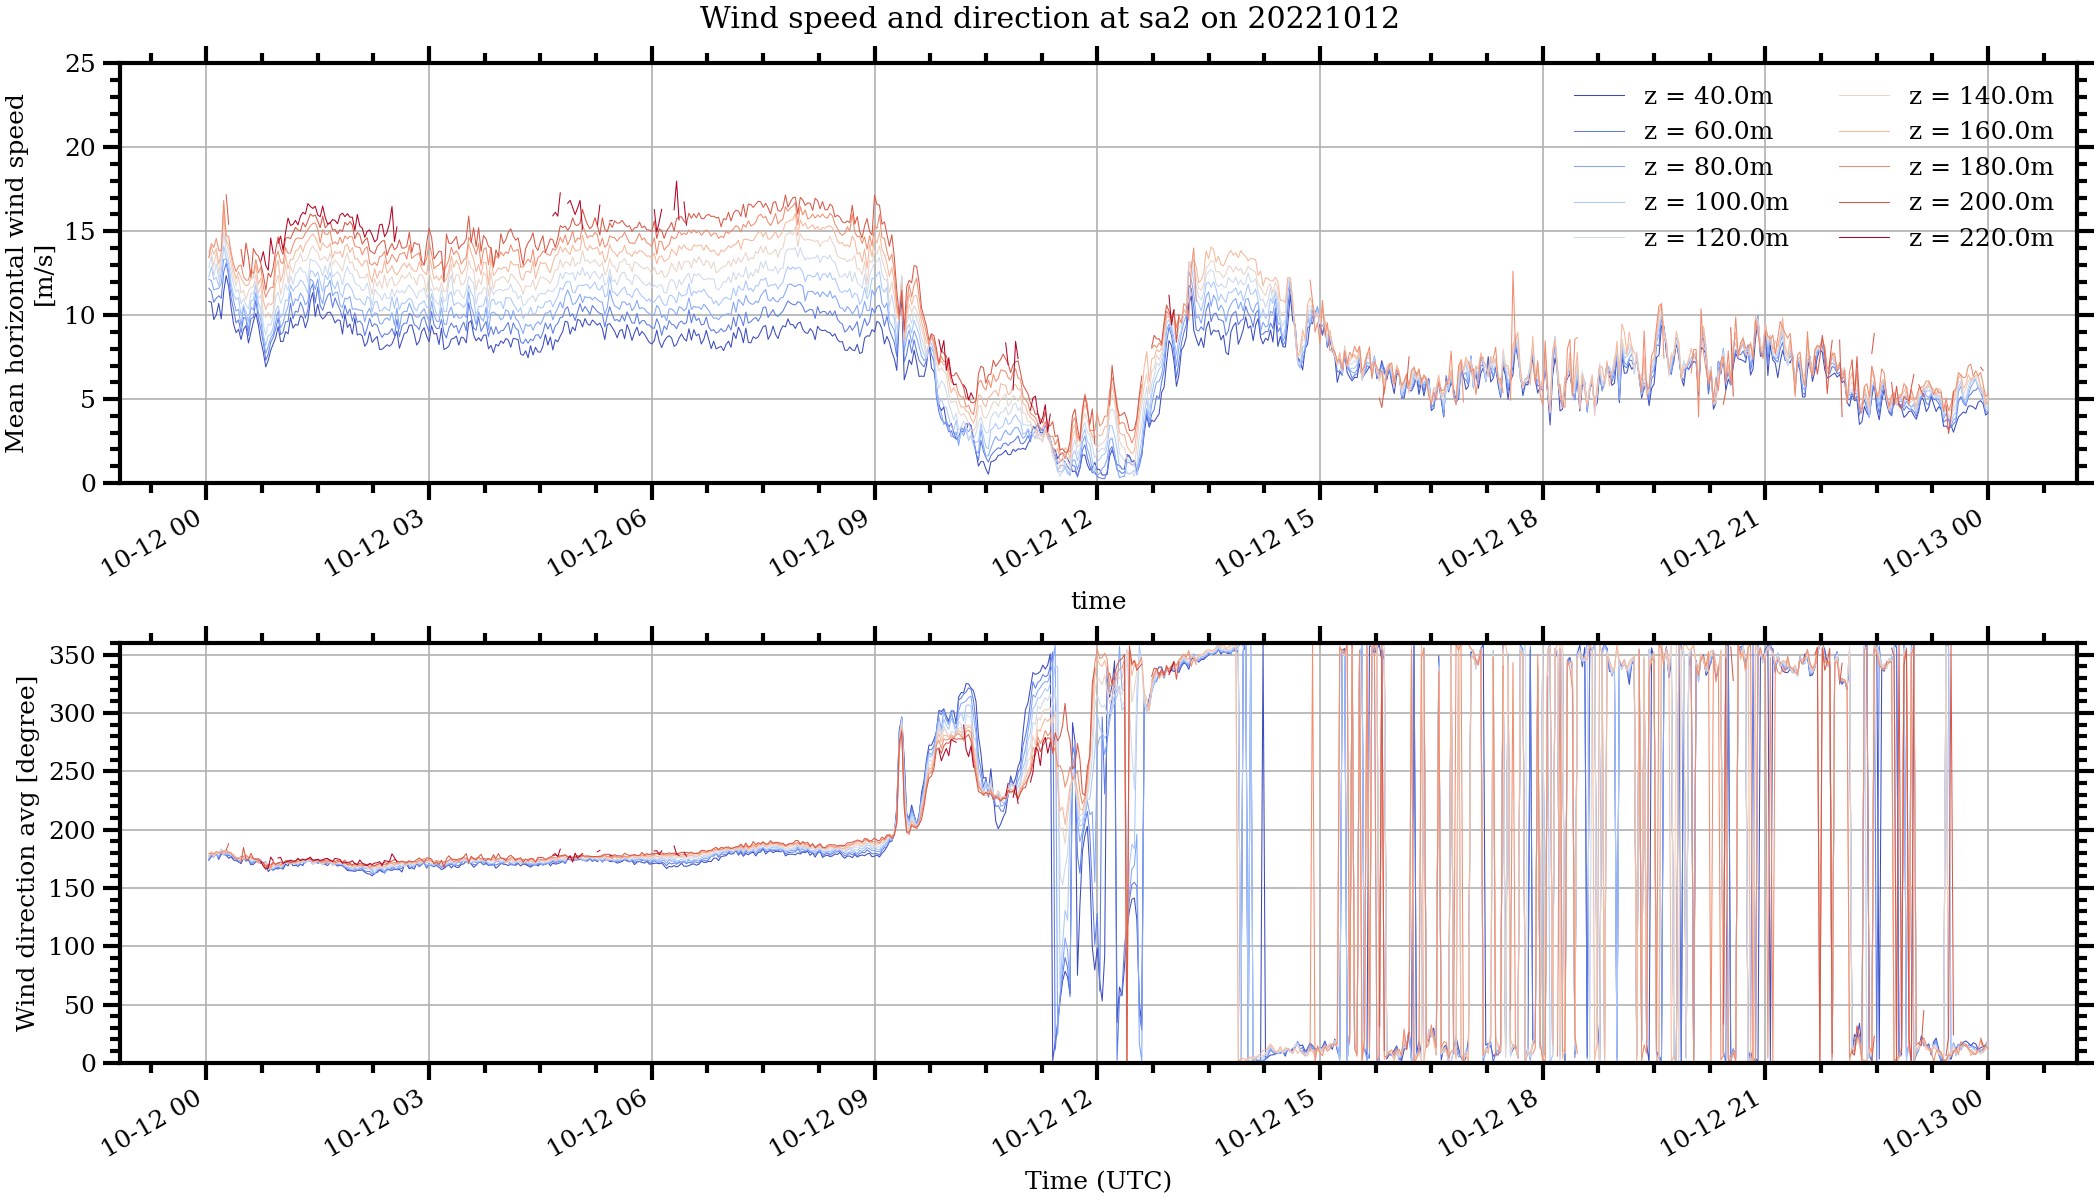 Wind speed and direction at sa2 on 20221012
Mean horizontal wind speed
[m/s]
25
20
15
10
5
0
z = 40.0m
z = 60.0m
z = 80.0m
z = 100.0m
z = 120.0m
z = 140.0m
z = 160.0m
z = 180.0m
z = 200.0m
z = 220.0m
10-12 00
10-12 03
10-12 06
10-12 09
10-12 12
10-12 15
10-12 18
10-12 21
10-13 00
time
Wind direction avg [degree]
350
300
250
200
150
100
50
0
10-12 00
10-12 03
10-12 06
10-12 09
10-12 12
10-12 15
10-12 18
10-12 21
10-13 00
Time (UTC)